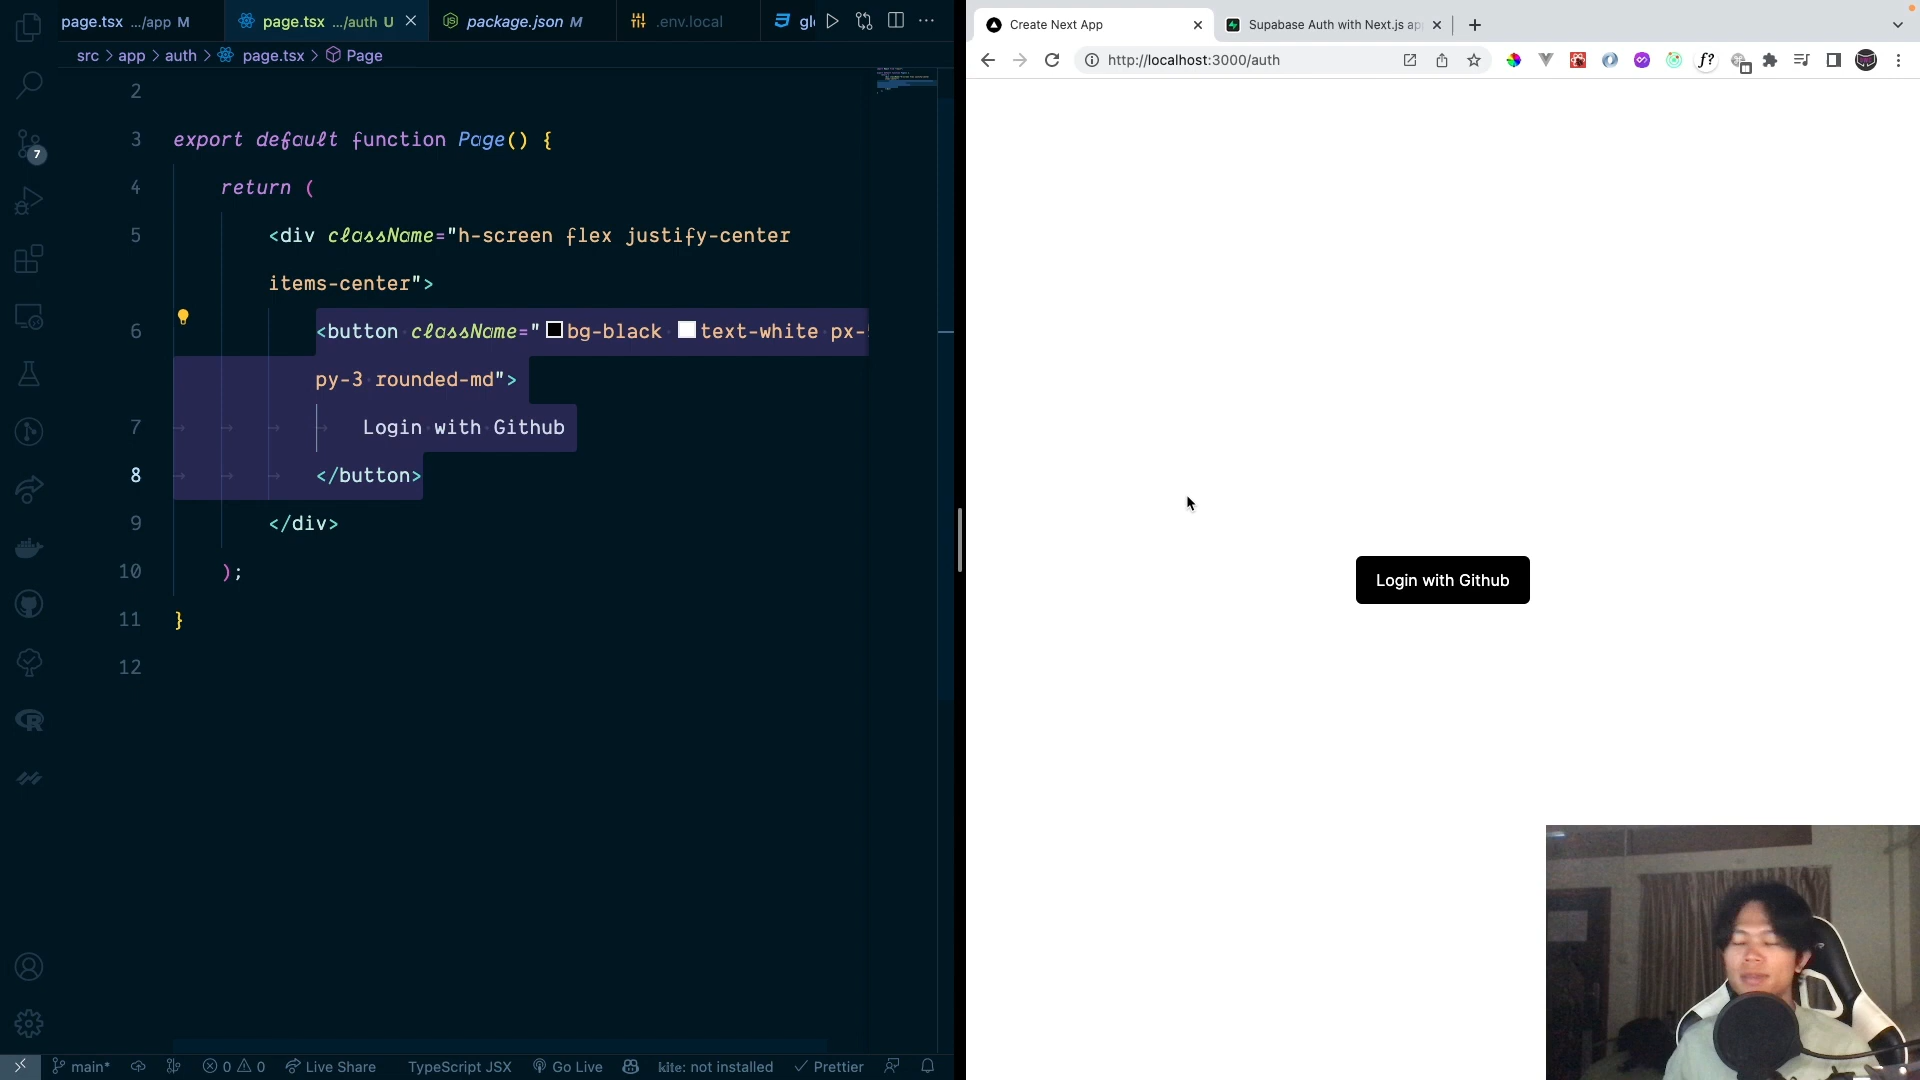 page.tsx .../app M
page.tsx .../auth U
package.json M
.env.local
src > app > auth > page.tsx > Page
2
3 export default function Page() {
4 return (
5 <div className="h-screen flex justify-center
items-center">
6 <button className="bg-black text-white px-
py-3 rounded-md">
7 Login with Github
8 </button>
9 </div>
10 );
11 }
12
7
main*
0 0
Live Share
TypeScript JSX
Go Live
kite: not installed
Prettier
Create Next App
Supabase Auth with Next.js ap
http://localhost:3000/auth
f?
Login with Github